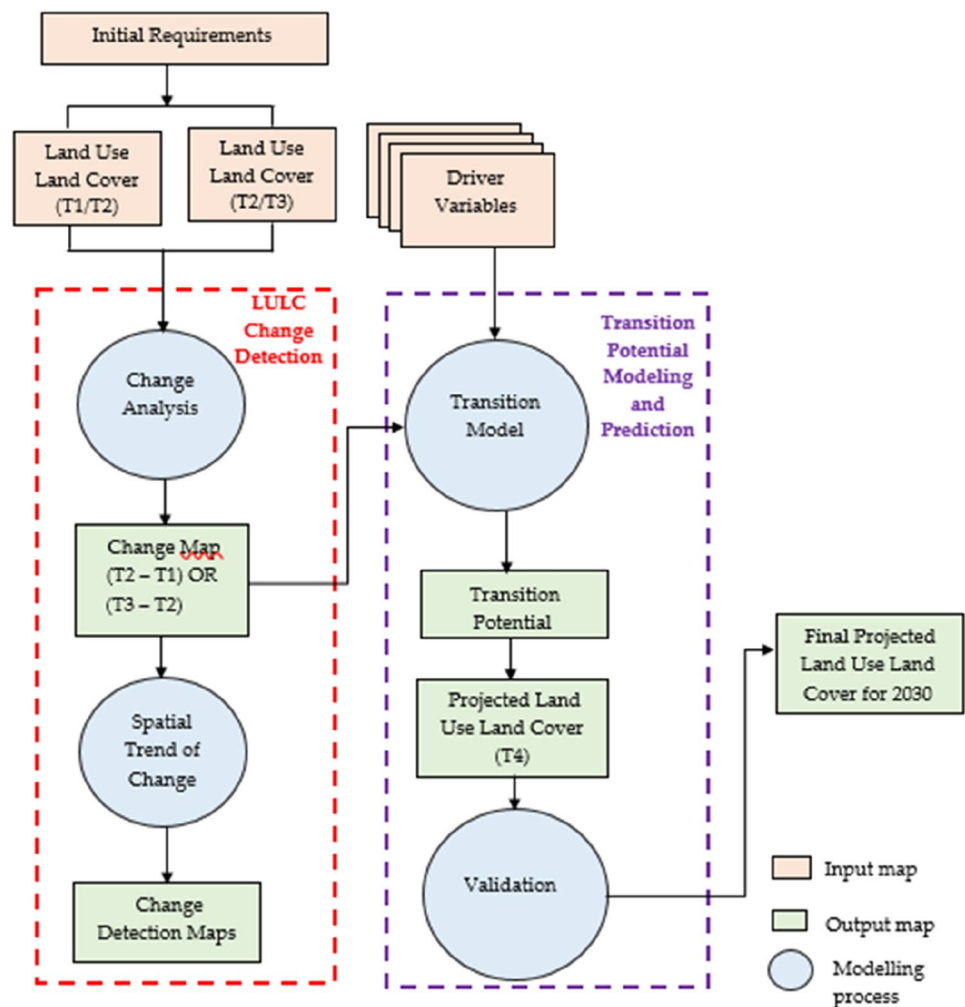 Initial Requirements
Land Use
Land Cover
(T1/T2)
Land Use
Land Cover
(T2/T3)
Driver
Variables
LULC
Change
Detection
Change
Analysis
Change Map
(T2 – T1) OR
(T3 – T2)
Spatial
Trend of
Change
Change
Detection Maps
Transition
Potential
Modeling
and
Prediction
Transition
Model
Transition
Potential
Projected Land
Use Land Cover
(T4)
Validation
Final Projected
Land Use Land
Cover for 2030
Input map
Output map
Modelling
process